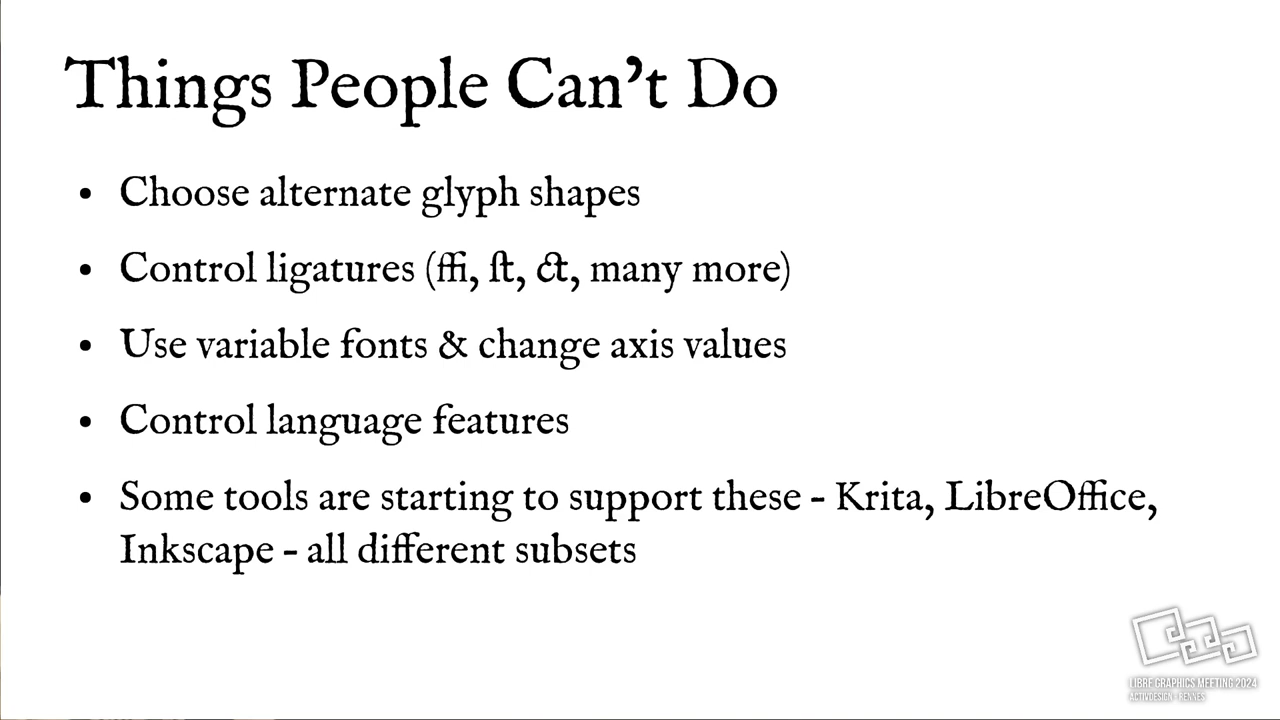 Things People Can’t Do
• Choose alternate glyph shapes
• Control ligatures (ffi, ſt, ct, many more)
• Use variable fonts & change axis values
• Control language features
• Some tools are starting to support these - Krita, LibreOffice,
Inkscape - all different subsets
LIBRE GRAPHICS MEETING 2024
ACTIVDESIGN - RENNES